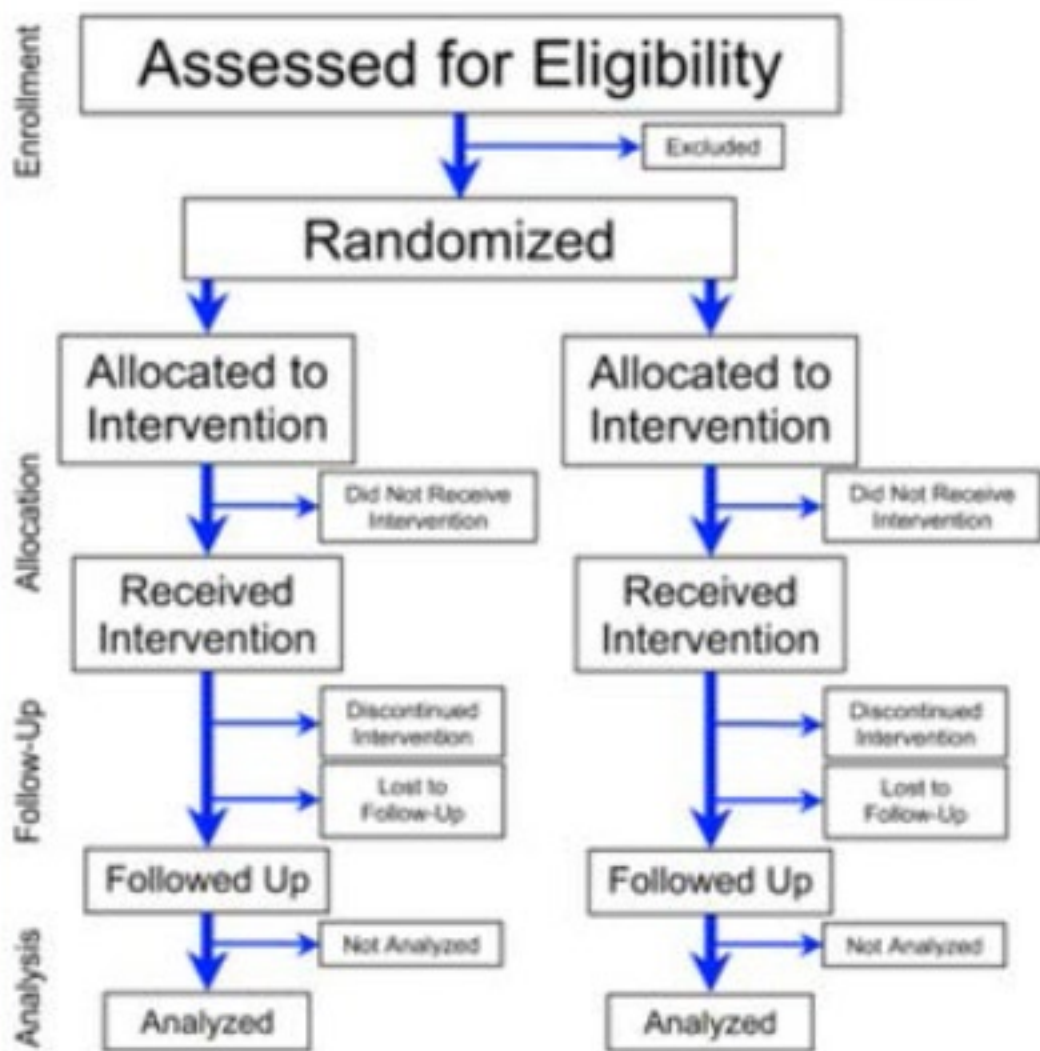 Enrollment
Assessed for Eligibility
Excluded
Randomized
Allocated to
Intervention
Allocated to
Intervention
Allocation
Did Not Receive
Intervention
Did Not Receive
Intervention
Received
Intervention
Received
Intervention
Follow-Up
Discontinued
Intervention
Discontinued
Intervention
Lost to
Follow-Up
Lost to
Follow-Up
Followed Up
Followed Up
Analysis
Not Analyzed
Not Analyzed
Analyzed
Analyzed